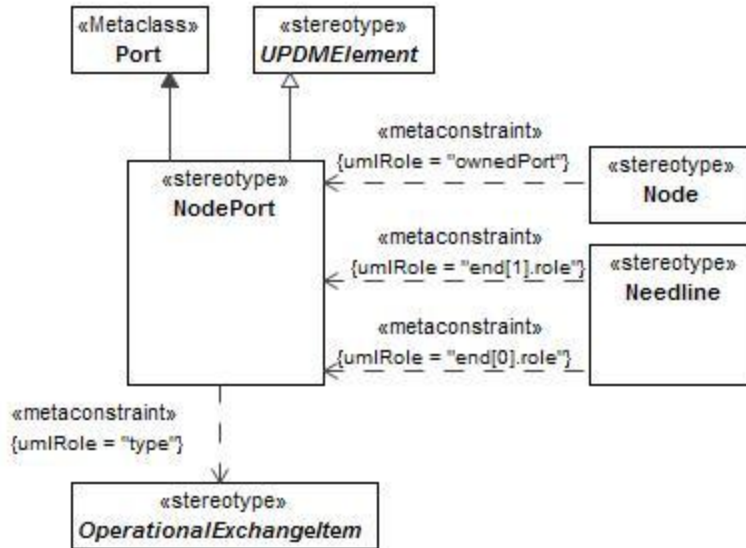 «Metaclass»
Port
«stereotype»
UPDMElement
«metaconstraint»
{umlRole = "ownedPort"}
«stereotype»
NodePort
«stereotype»
Node
«metaconstraint»
{umlRole = "end[1].role"}
«stereotype»
Needline
«metaconstraint»
{umlRole = "end[0].role"}
«metaconstraint»
{umlRole = "type"}
«stereotype»
OperationalExchangeItem